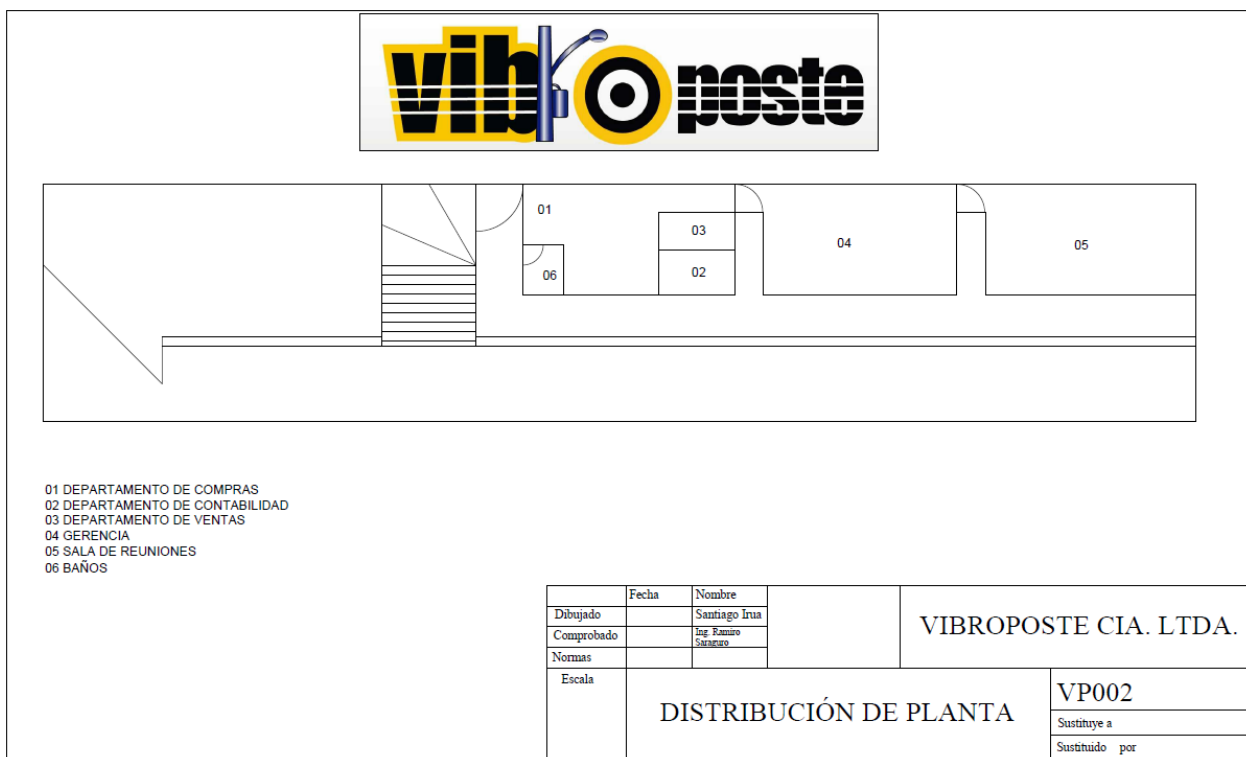 vibroposte
01
03
04
05
06
02
01 DEPARTAMENTO DE COMPRAS
02 DEPARTAMENTO DE CONTABILIDAD
03 DEPARTAMENTO DE VENTAS
04 GERENCIA
05 SALA DE REUNIONES
06 BAÑOS
Fecha Nombre
Dibujado Santiago Irua
Comprobado Ing. Ramiro
Saraguro
Normas
VIBROPOSTE CIA. LTDA.
Escala
DISTRIBUCIÓN DE PLANTA
VP002
Sustituye a
Sustituido por